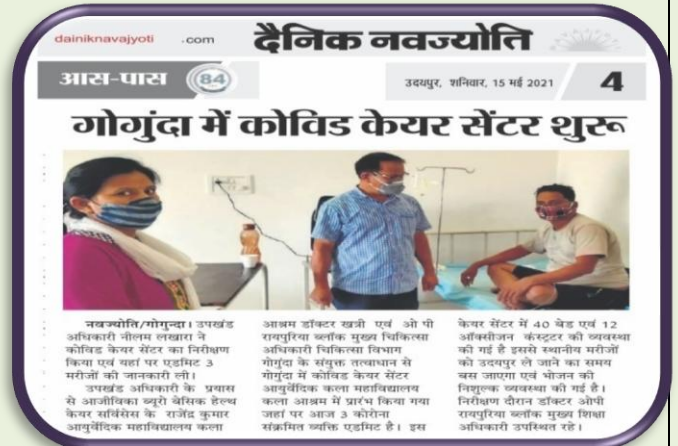 dainiknavajyoti .com दैनिक नवज्योति
आस-पास 84 उदयपुर, शनिवार, 15 मई 2021 4
गोगुंदा में कोविड केयर सेंटर शुरू
नवज्योति/गोगुन्दा। उपखंड
अधिकारी नीलम लखारा ने
कोविड केयर सेंटर का निरीक्षण
किया एवं यहां पर एडमिट 3
मरीजों की जानकारी ली।
उपखंड अधिकारी के प्रयास
से आजीविका ब्यूरो बेसिक हेल्थ
केयर सर्विसेस के राजेंद्र कुमार
आयुर्वेदिक महाविद्यालय कला
आश्रम डॉक्टर खत्री एवं ओ पी
रायपुरिया ब्लॉक मुख्य चिकित्सा
अधिकारी चिकित्सा विभाग
गोगुंदा के संयुक्त तत्वाधान से
गोगुंदा में कोविड केयर सेंटर
आयुर्वेदिक कला महाविद्यालय
कला आश्रम में प्रारंभ किया गया
जहां पर आज 3 कोरोना
संक्रमित व्यक्ति एडमिट है। इस
केयर सेंटर में 40 बेड एवं 12
ऑक्सीजन कंस्ट्रटर की व्यवस्था
की गई है इससे स्थानीय मरीजों
को उदयपुर ले जाने का समय
बस जाएगा एवं भोजन की
निशुल्क व्यवस्था की गई है।
निरीक्षण दौरान डॉक्टर ओपी
रायपुरिया ब्लॉक मुख्य शिक्षा
अधिकारी उपस्थित रहे।